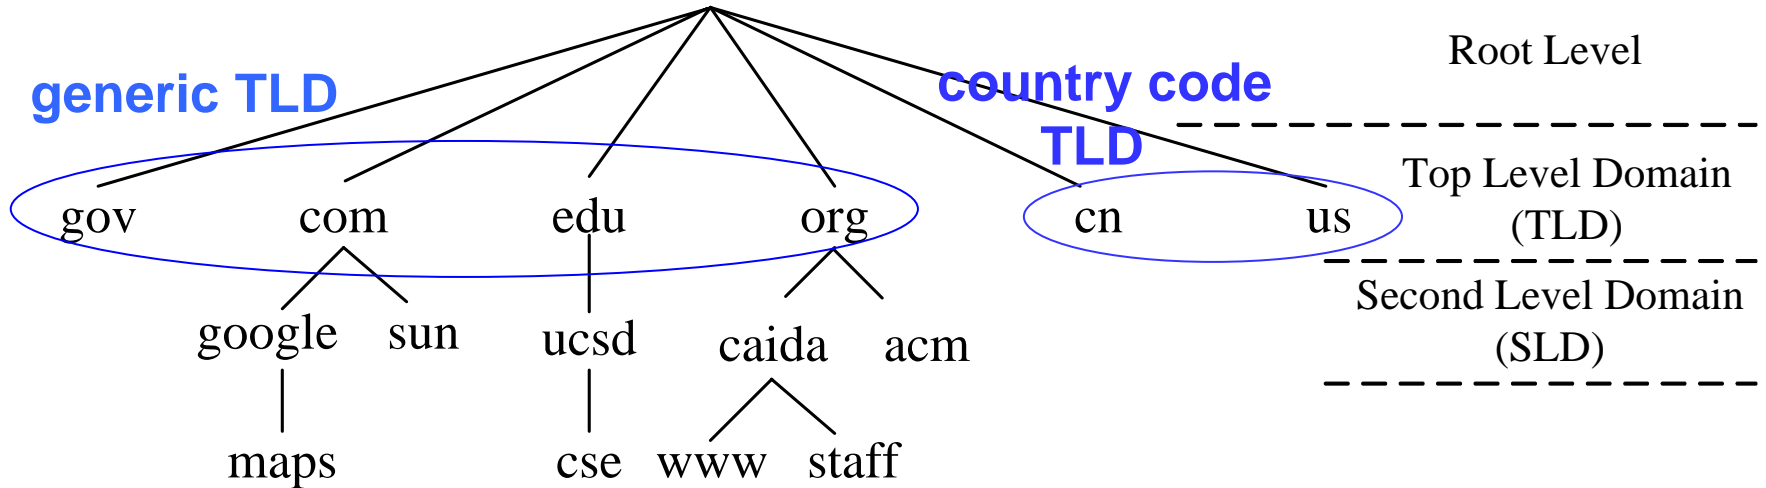 Root Level
generic TLD
country code
TLD
Top Level Domain
(TLD)
gov com edu org cn us
Second Level Domain
(SLD)
google sun ucsd caida acm
maps cse www staff